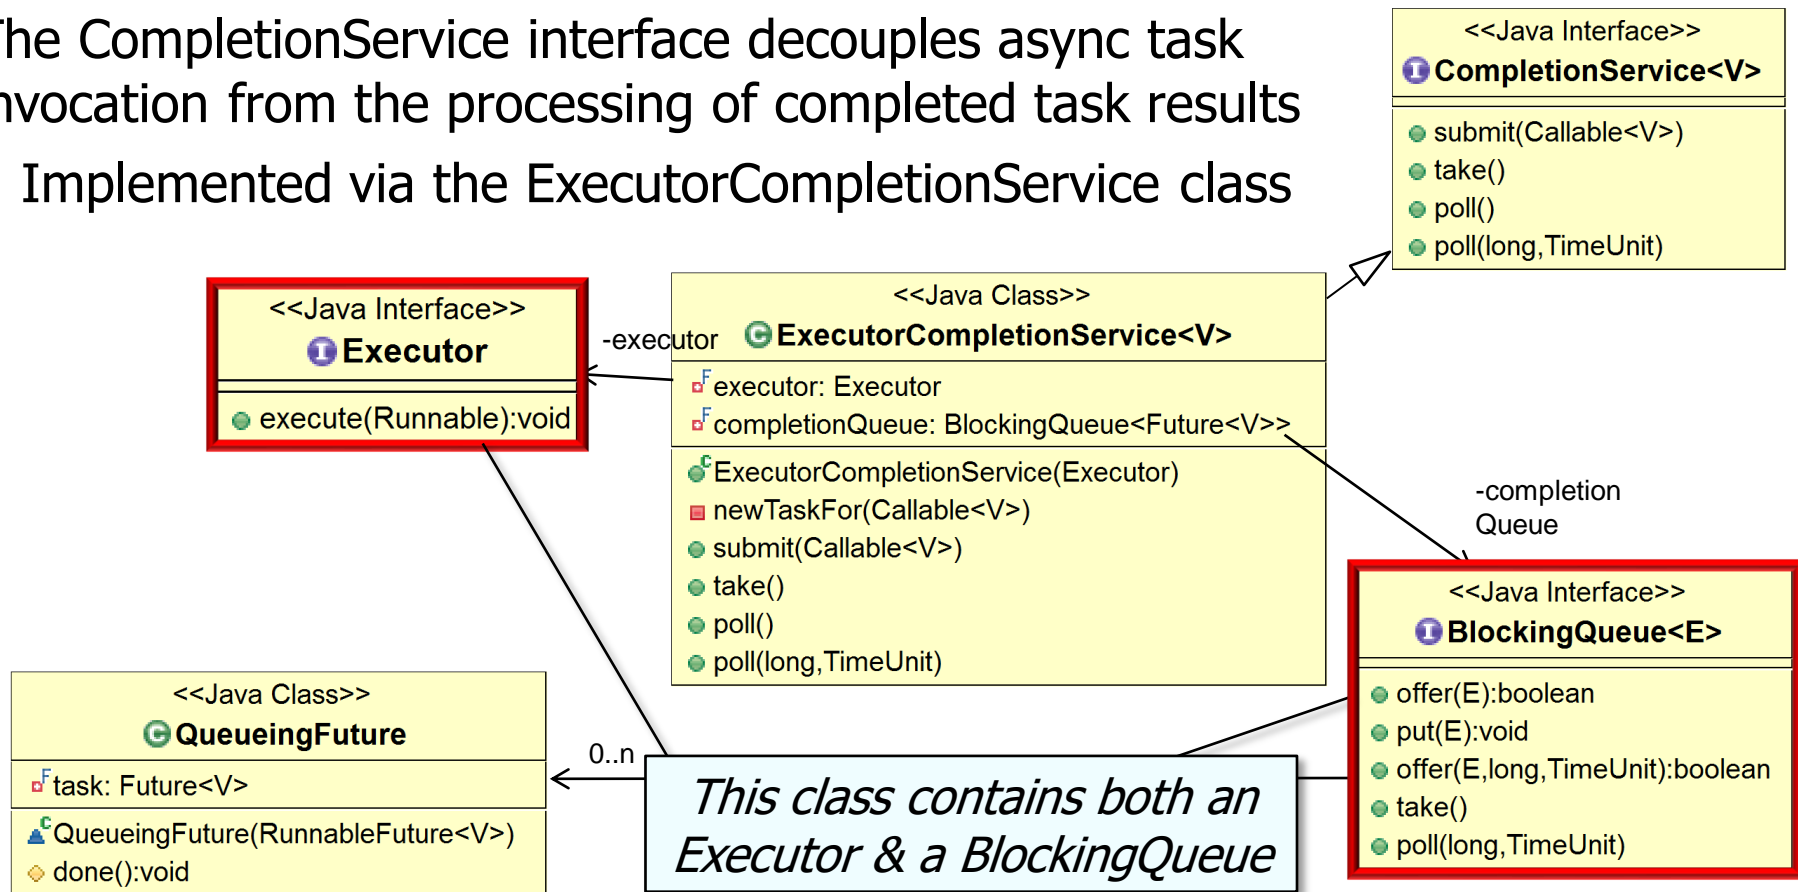 The CompletionService interface decouples async task
invocation from the processing of completed task results
Implemented via the ExecutorCompletionService class
<<Java Interface>>
CompletionService<V>
submit(Callable<V>)
take()
poll()
poll(long,TimeUnit)
<<Java Interface>>
Executor
execute(Runnable):void
-executor
<<Java Class>>
ExecutorCompletionService<V>
executor: Executor
completionQueue: BlockingQueue<Future<V>>
ExecutorCompletionService(Executor)
newTaskFor(Callable<V>)
submit(Callable<V>)
take()
poll()
poll(long,TimeUnit)
-completion
Queue
<<Java Interface>>
BlockingQueue<E>
offer(E):boolean
put(E):void
offer(E,long,TimeUnit):boolean
take()
poll(long,TimeUnit)
<<Java Class>>
QueueingFuture
task: Future<V>
QueueingFuture(RunnableFuture<V>)
done():void
0..n
This class contains both an
Executor & a BlockingQueue